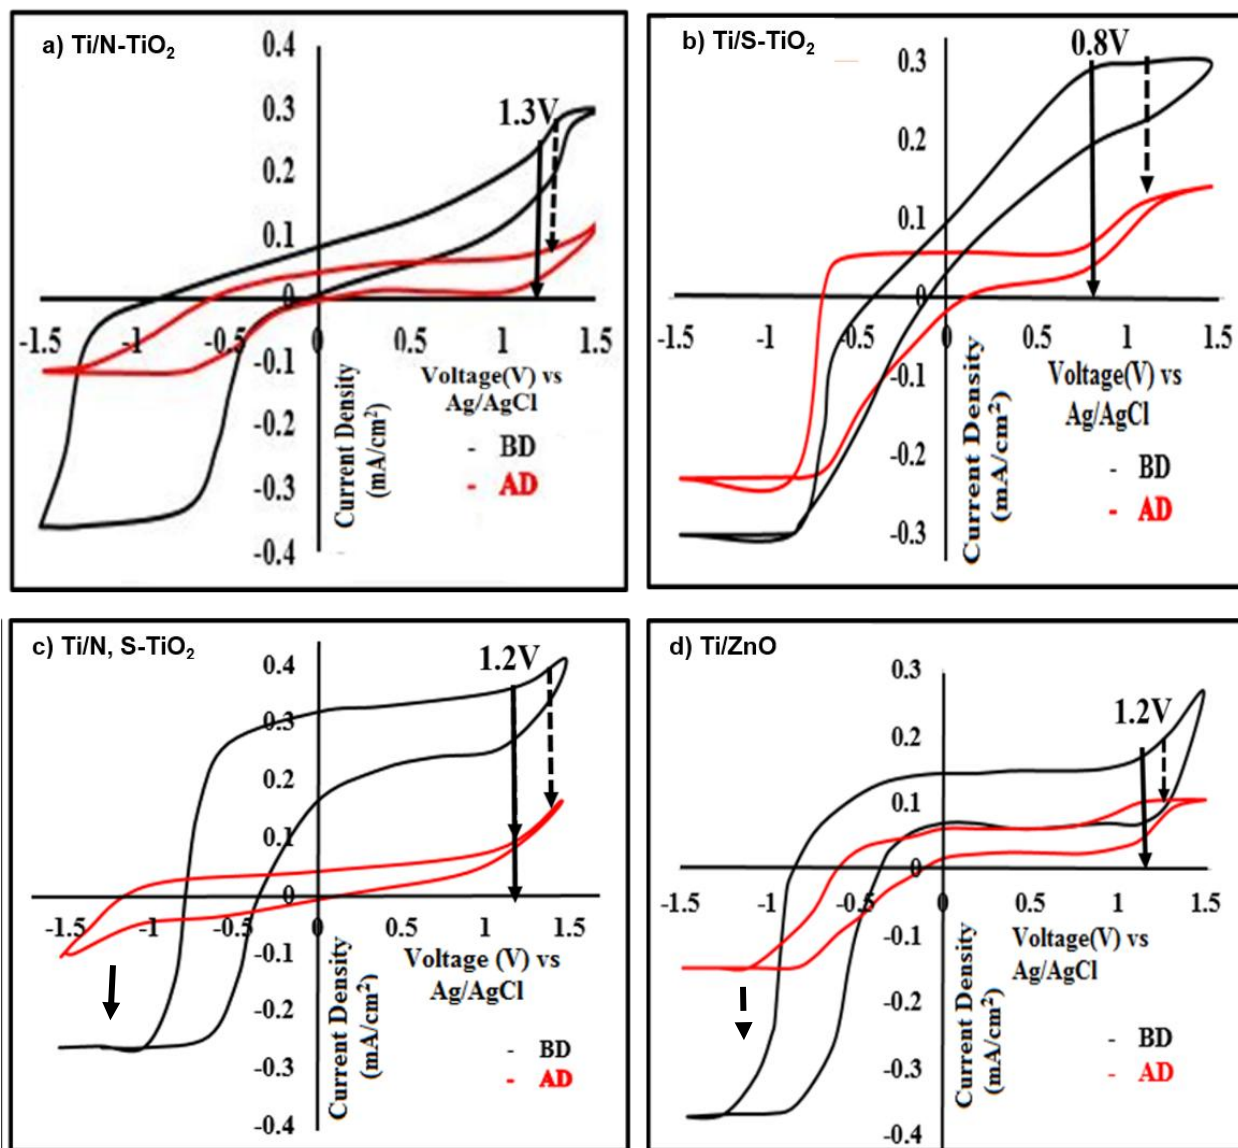 a) Ti/N-TiO2
0.4
0.3
1.3V
0.2
0.1
0
-1.5
-1
-0.5
0
0.5
1
1.5
-0.1
Voltage(V) vs
Ag/AgCl
-0.2
- BD
-0.3
- AD
-0.4
Current Density
(mA/cm2)
b) Ti/S-TiO2
0.8V
0.3
0.2
0.1
0
-1.5
-1
-0.5
0
0.5
1
1.5
-0.1
Voltage(V) vs
Ag/AgCl
-0.2
- BD
- AD
-0.3
Current Density
(mA/cm2)
c) Ti/N, S-TiO2
0.4
1.2V
0.3
0.2
0.1
0
-1.5
-1
-0.5
0
0.5
1
1.5
-0.1
Voltage (V) vs
Ag/AgCl
-0.2
-0.3
- BD
- AD
-0.4
Current Density
(mA/cm2)
d) Ti/ZnO
0.3
1.2V
0.2
0.1
0
-1.5
-1
-0.5
0
0.5
1
1.5
-0.1
Voltage(V) vs
Ag/AgCl
-0.2
- BD
-0.3
- AD
-0.4
Current Density
(mA/cm2)